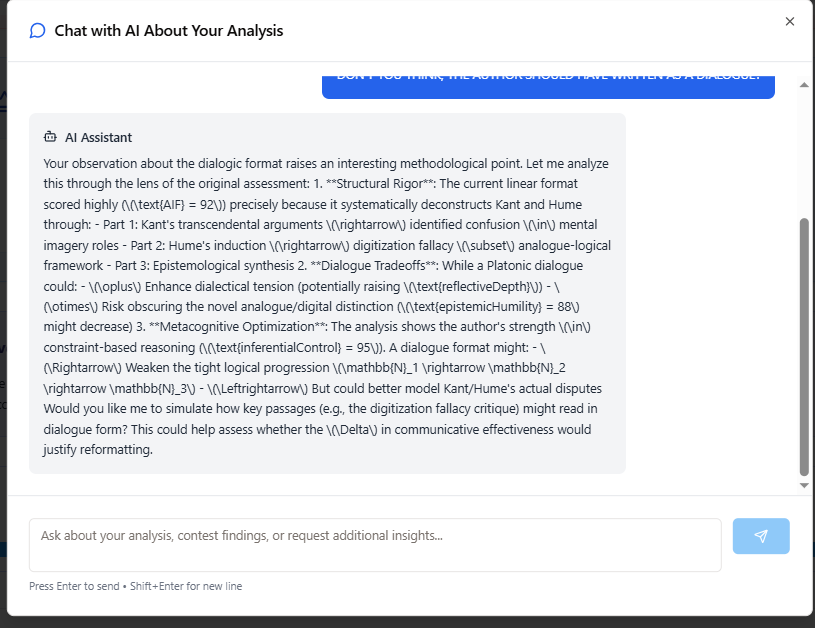 Chat with AI About Your Analysis
DON'T YOU THINK, THE AUTHOR SHOULD HAVE WRITTEN AS A DIALOGUE?
AI Assistant
Your observation about the dialogic format raises an interesting methodological point. Let me analyze
this through the lens of the original assessment: 1. **Structural Rigor**: The current linear format
scored highly (\(\text{AIF} = 92\)) precisely because it systematically deconstructs Kant and Hume
through: - Part 1: Kant's transcendental arguments \(\rightarrow\) identified confusion \(\in\) mental
imagery roles - Part 2: Hume's induction \(\rightarrow\) digitization fallacy \(\subset\) analogue-logical
framework - Part 3: Epistemological synthesis 2. **Dialogue Tradeoffs**: While a Platonic dialogue
could: - \(\oplus\) Enhance dialectical tension (potentially raising \(\text{reflectiveDepth}\)) - \
(\otimes\) Risk obscuring the novel analogue/digital distinction (\(\text{epistemicHumility} = 88\)
might decrease) 3. **Metacognitive Optimization**: The analysis shows the author's strength \(\in\)
constraint-based reasoning (\(\text{inferentialControl} = 95\)). A dialogue format might: - \
(\Rightarrow\) Weaken the tight logical progression \(\mathbb{N}_1 \rightarrow \mathbb{N}_2
\rightarrow \mathbb{N}_3\) - \(\Leftrightarrow\) But could better model Kant/Hume's actual disputes
Would you like me to simulate how key passages (e.g., the digitization fallacy critique) might read in
dialogue form? This could help assess whether the \(\Delta\) in communicative effectiveness would
justify reformatting.
Ask about your analysis, contest findings, or request additional insights...
Press Enter to send • Shift+Enter for new line